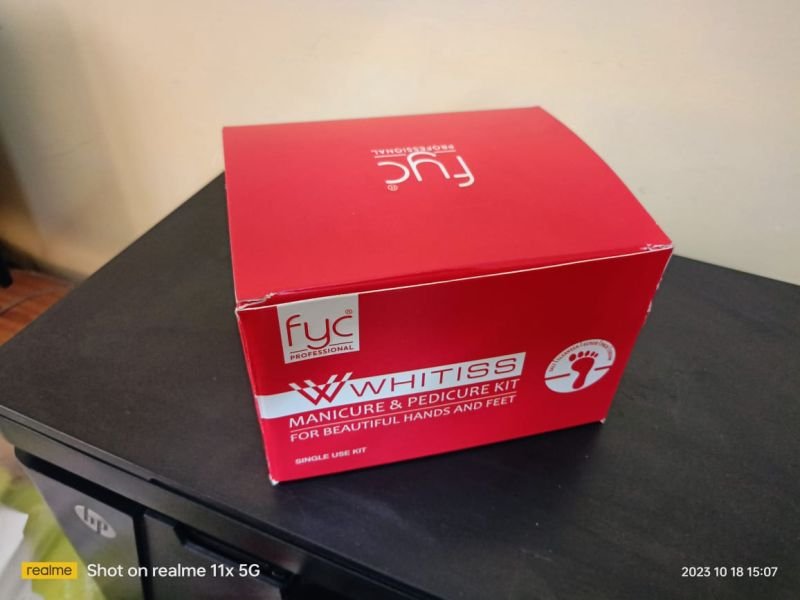 fyc®
PROFESSIONAL
fyc®
PROFESSIONAL
WHITISS
MANICURE & PEDICURE KIT
FOR BEAUTIFUL HANDS AND FEET
SINGLE USE KIT
hp
realme Shot on realme 11x 5G
2023 10 18 15:07